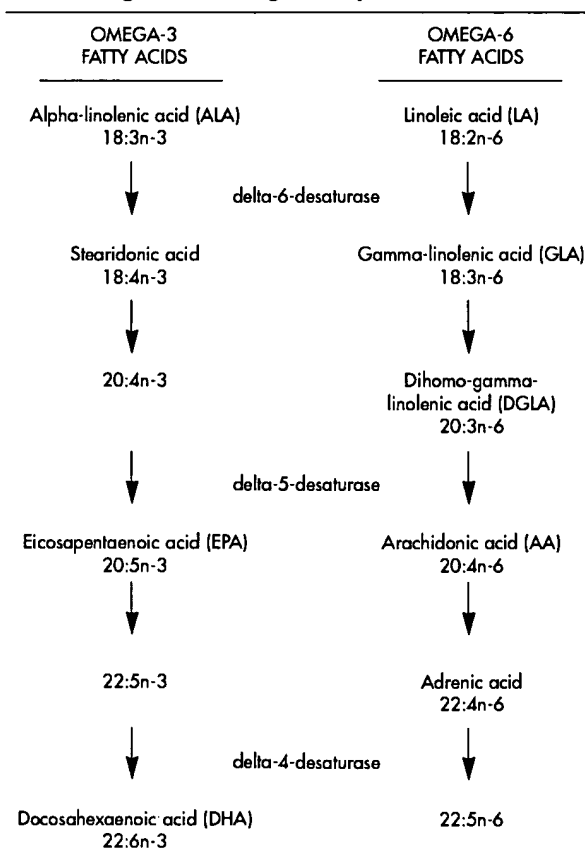 OMEGA-3
FATTY ACIDS
OMEGA-6
FATTY ACIDS
Alpha-linolenic acid (ALA)
18:3n-3
Linoleic acid (LA)
18:2n-6
delta-6-desaturase
Stearidonic acid
18:4n-3
Gamma-linolenic acid (GLA)
18:3n-6
20:4n-3
Dihomo-gamma-
linolenic acid (DGLA)
20:3n-6
delta-5-desaturase
Eicosapentaenoic acid (EPA)
20:5n-3
Arachidonic acid (AA)
20:4n-6
22:5n-3
Adrenic acid
22:4n-6
delta-4-desaturase
Docosahexaenoic acid (DHA)
22:6n-3
22:5n-6